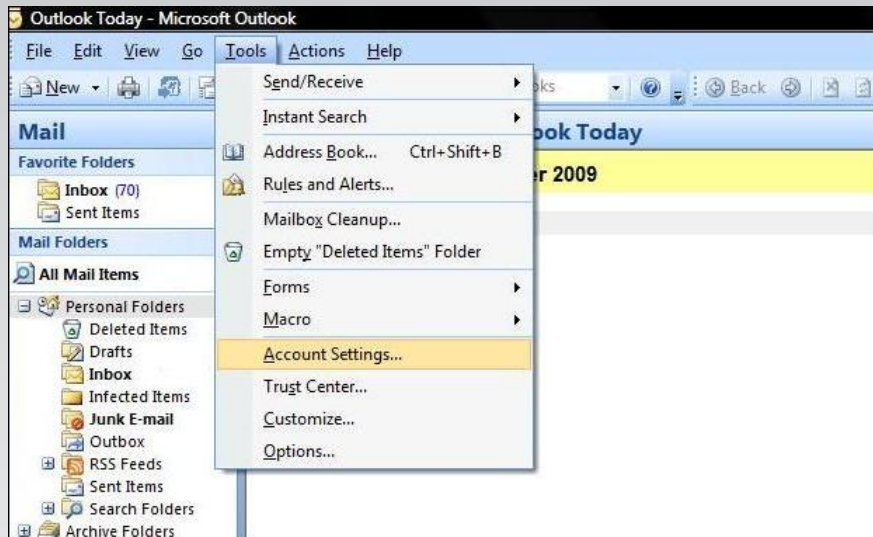 Outlook Today - Microsoft Outlook
File Edit View Go Tools Actions Help
New Back
Mail
Favorite Folders
Inbox (70)
Sent Items
Mail Folders
All Mail Items
Personal Folders
Deleted Items
Drafts
Inbox
Infected Items
Junk E-mail
Outbox
RSS Feeds
Sent Items
Search Folders
Archive Folders
Send/Receive
Instant Search
Address Book... Ctrl+Shift+B
Rules and Alerts...
Mailbox Cleanup...
Empty "Deleted Items" Folder
Forms
Macro
Account Settings...
Trust Center...
Customize...
Options...
ook Today
r 2009